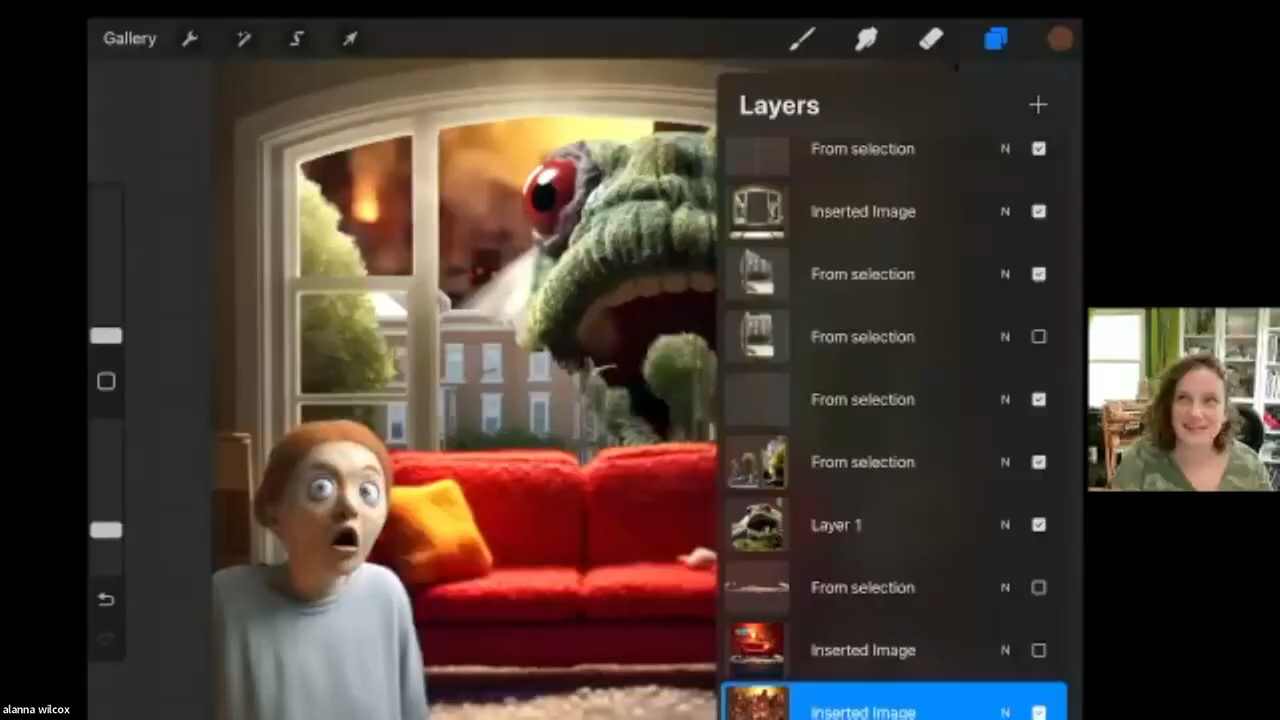 Gallery
Layers
From selection N
Inserted Image N
From selection N
From selection N
From selection N
From selection N
Layer 1 N
From selection N
Inserted Image N
Inserted Image N
alanna wilcox